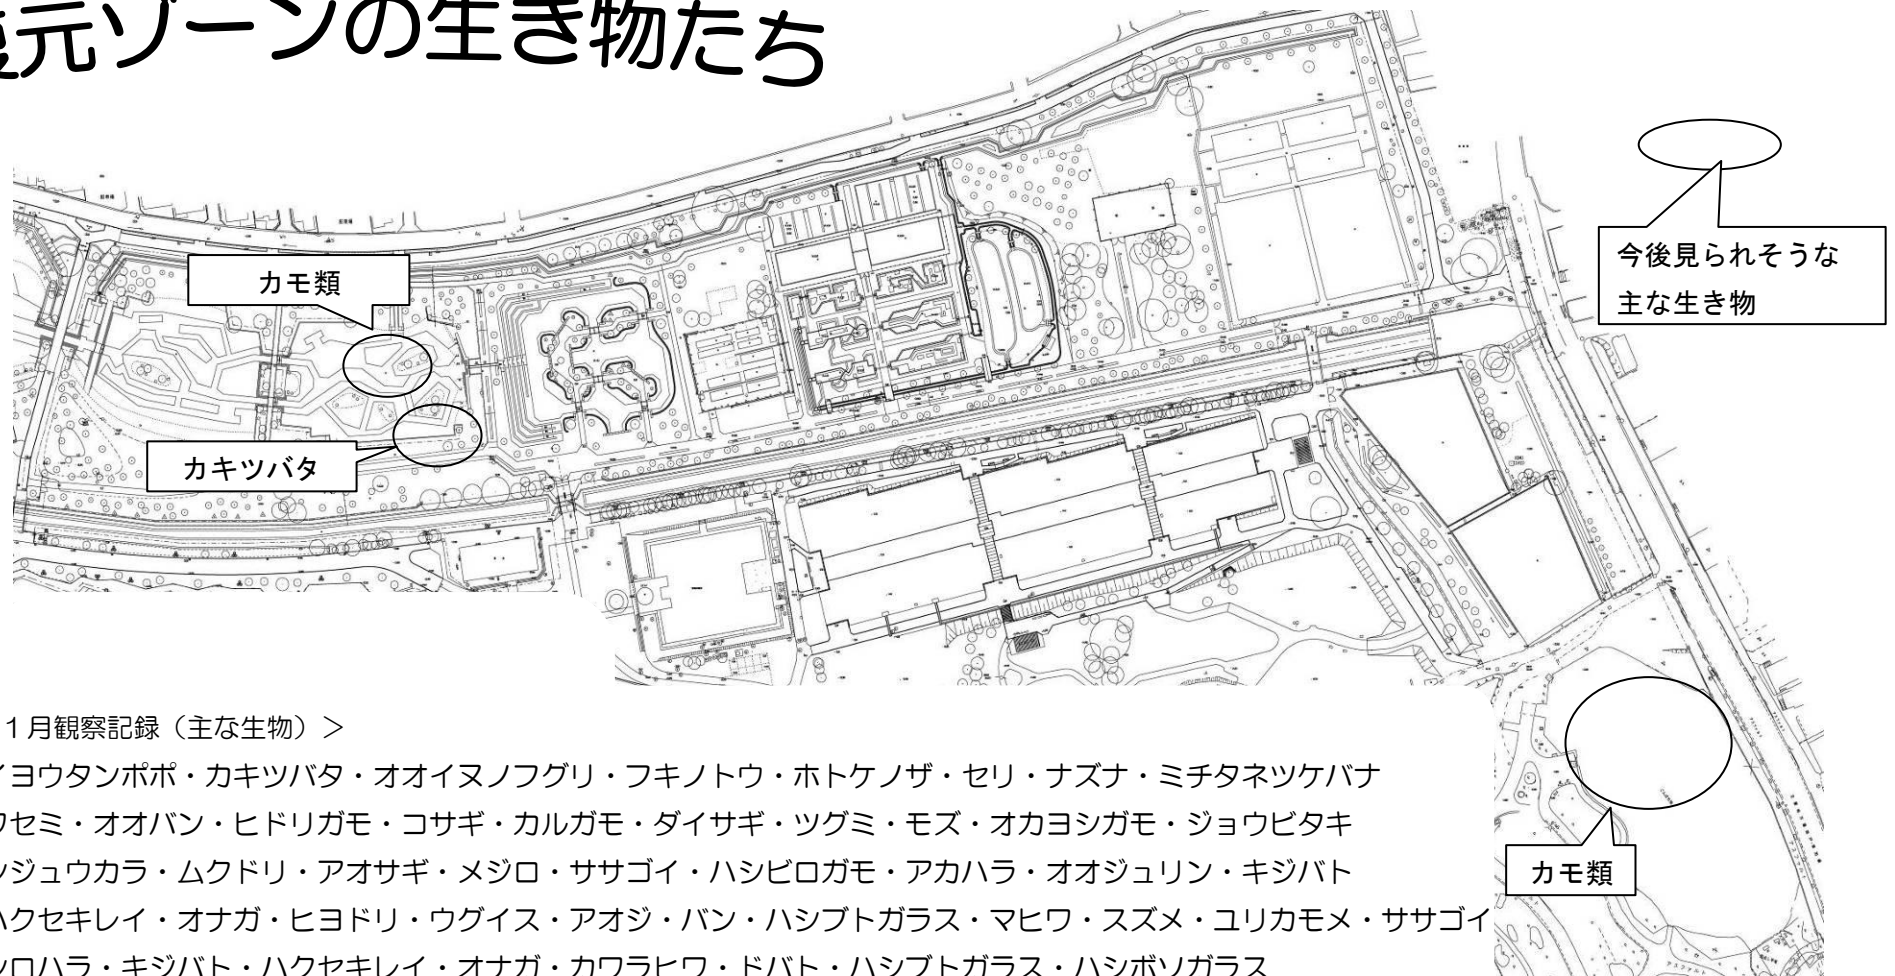 元ゾーンの生き物たち
カモ類
カキツバタ
今後見られそうな
主な生き物
カモ類
1月観察記録（主な生物）＞
イヨウタンポポ・カキツバタ・オオイヌノフグリ・フキノトウ・ホトケノザ・セリ・ナズナ・ミチタネツケバナ
ワセミ・オオバン・ヒドリガモ・コサギ・カルガモ・ダイサギ・ツグミ・モズ・オカヨシガモ・ジョウビタキ
シジュウカラ・ムクドリ・アオサギ・メジロ・ササゴイ・ハシビロガモ・アカハラ・オオジュリン・キジバト
ハクセキレイ・オナガ・ヒヨドリ・ウグイス・アオジ・バン・ハシブトガラス・マヒワ・スズメ・ユリカモメ・ササゴイ
シロハラ・キジバト・ハクセキレイ・オナガ・カワラヒワ・ドバト・ハシブトガラス・ハシボソガラス